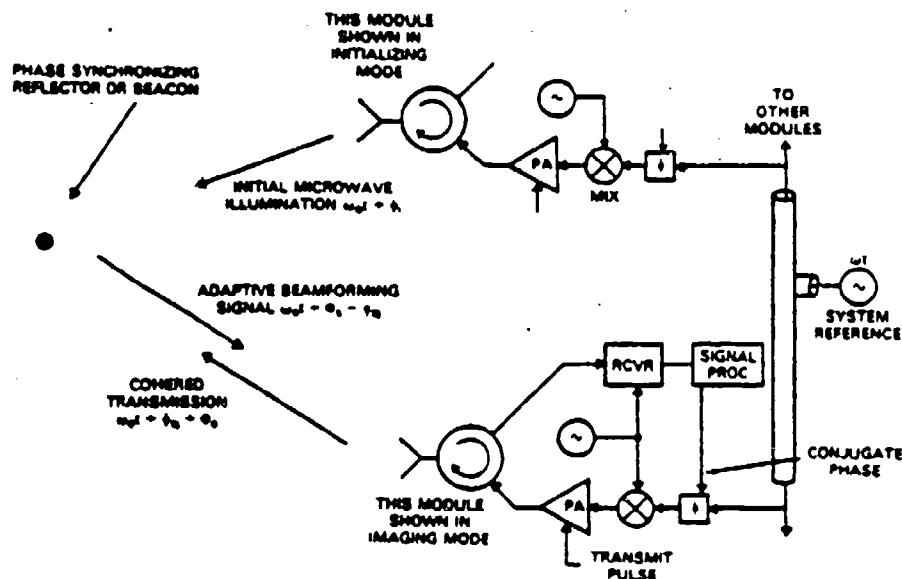 THIS MODULE
SHOWN IN
INITIALIZING
MODE
PHASE SYNCHRONIZING
REFLECTOR OR BEACON
TO
OTHER
MODULES
~
PA
MIX
ϕ
INITIAL MICROWAVE
ILLUMINATION
ωt
~
SYSTEM
REFERENCE
ADAPTIVE BEAMFORMING
SIGNAL
RCVR
SIGNAL
PROC
COHERED
TRANSMISSION
~
CONJUGATE
PHASE
PA
ϕ
THIS MODULE
SHOWN IN
IMAGING MODE
TRANSMIT
PULSE